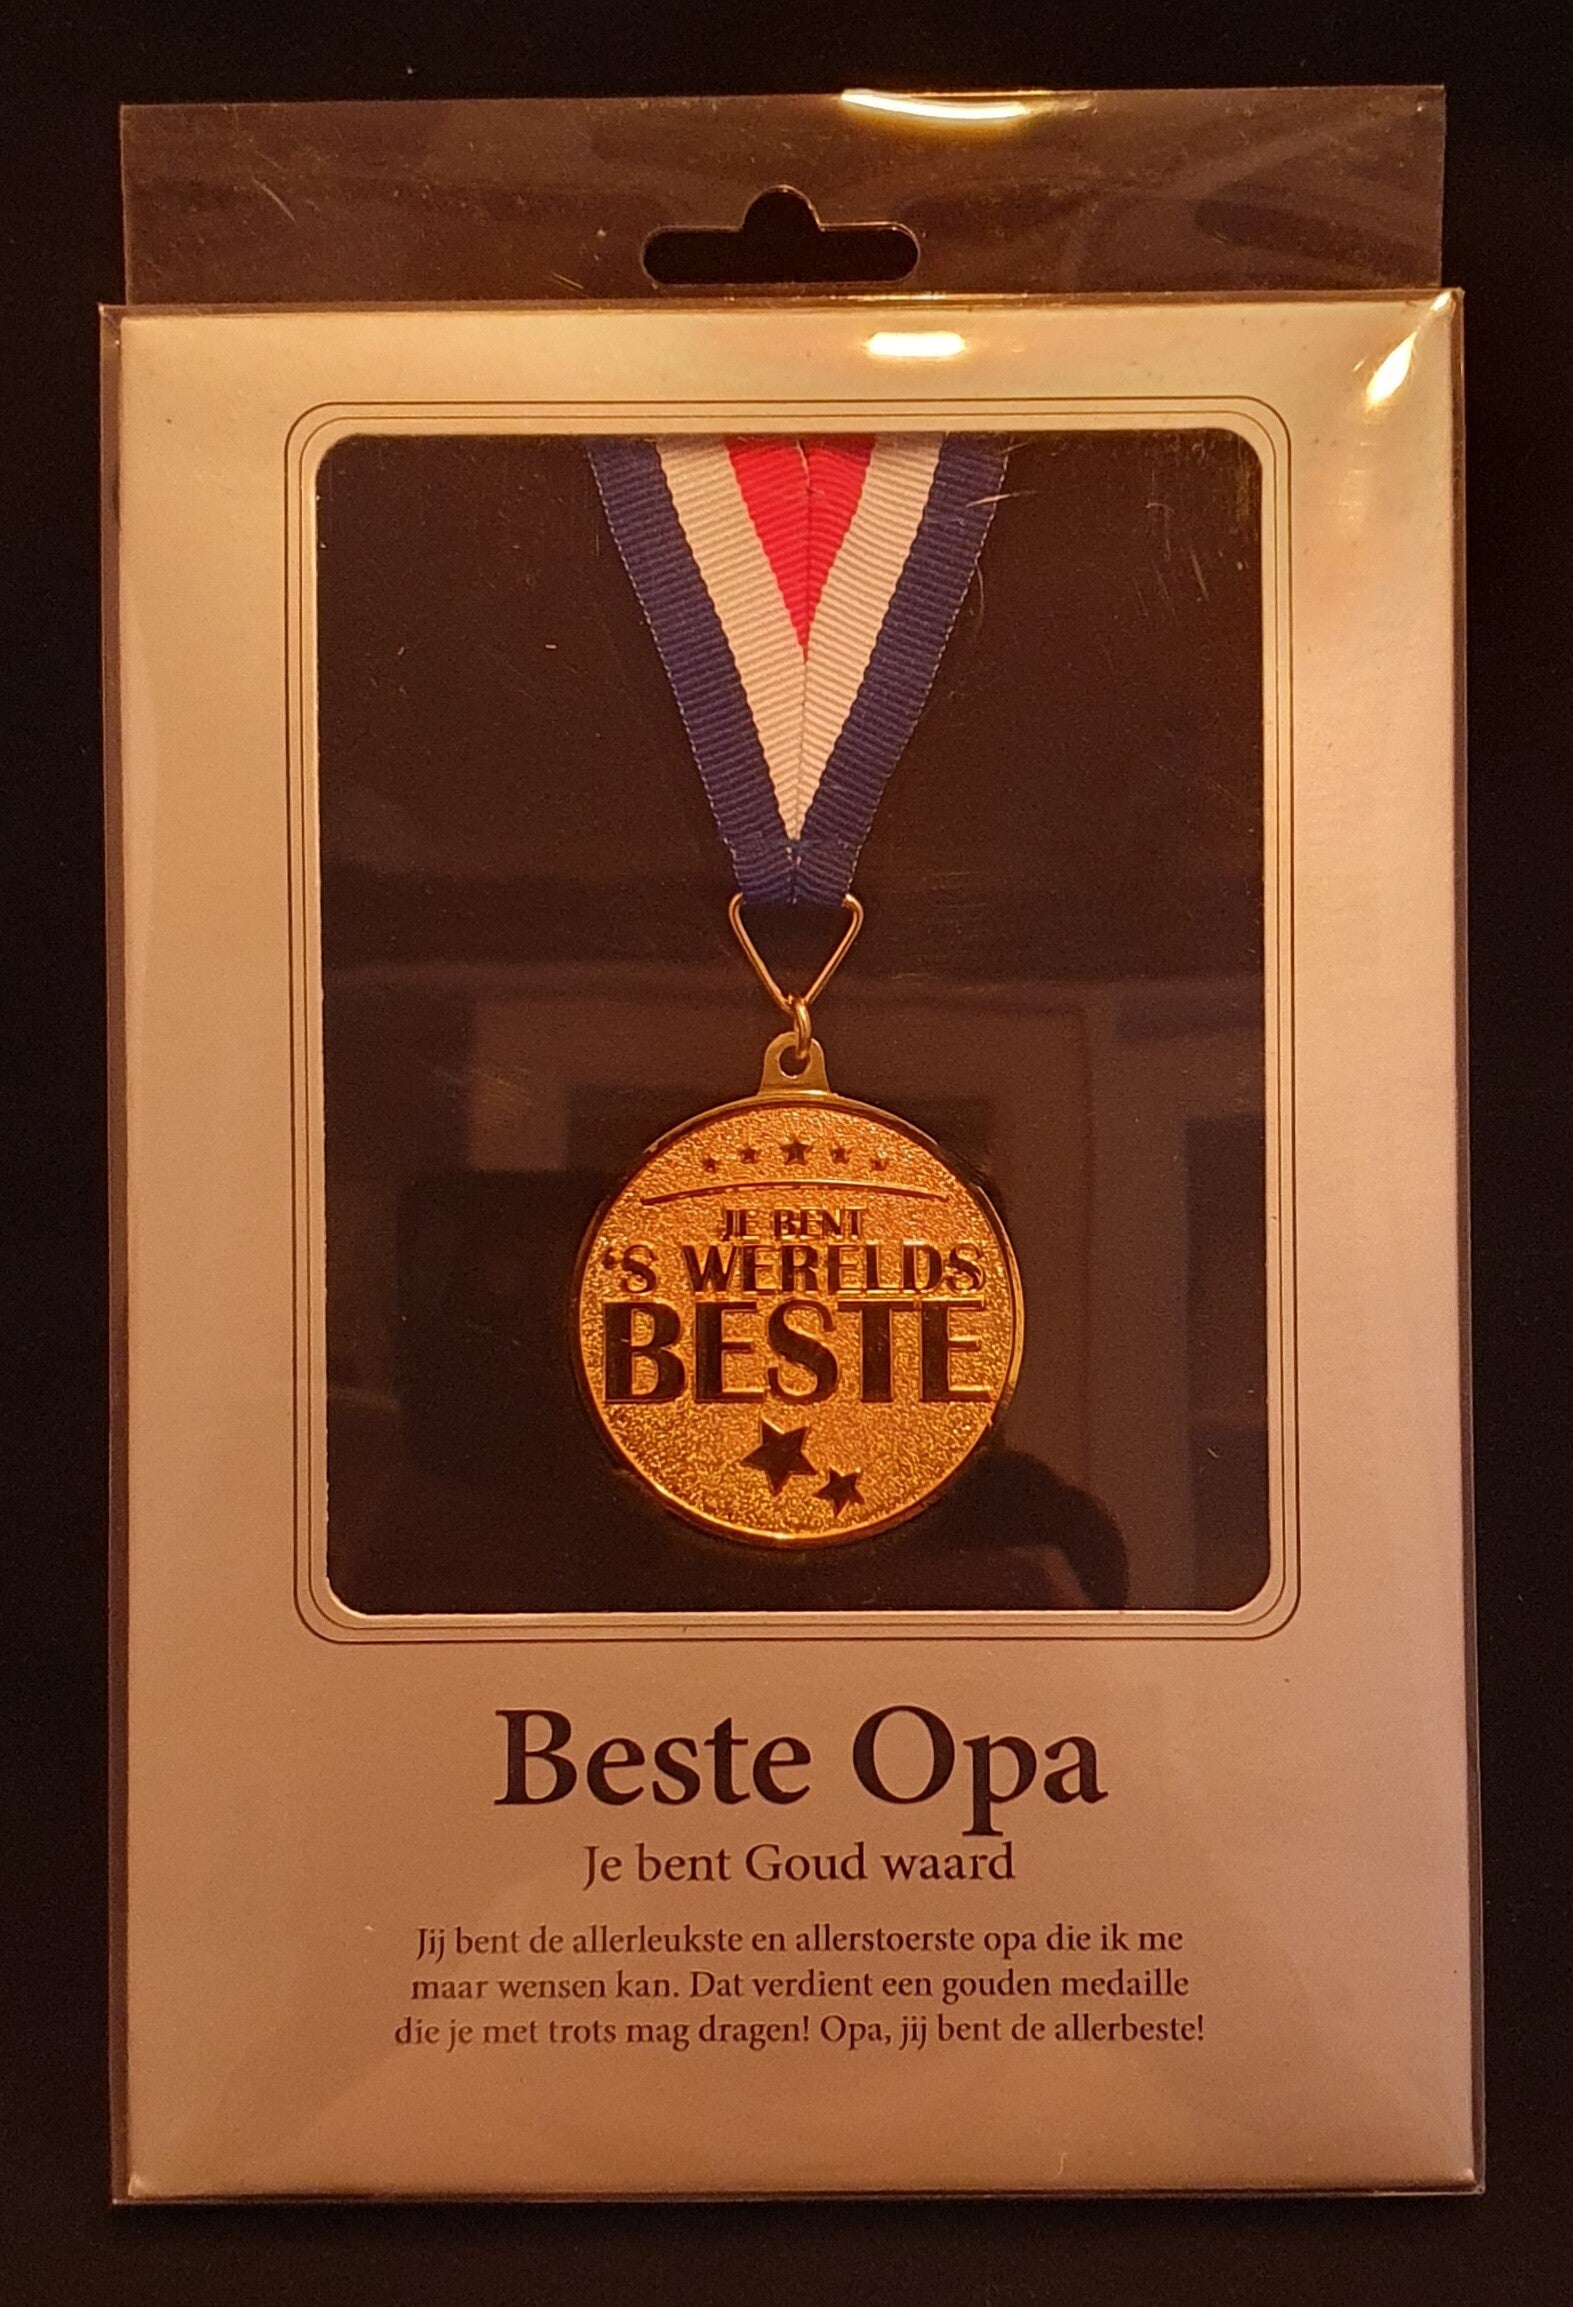 JE BENT
'S WERELDS
BESTE
Beste Opa
Je bent Goud waard
Jij bent de allerleukste en allerstoerste opa die ik me
maar wensen kan. Dat verdient een gouden medaille
die je met trots mag dragen! Opa, jij bent de allerbeste!